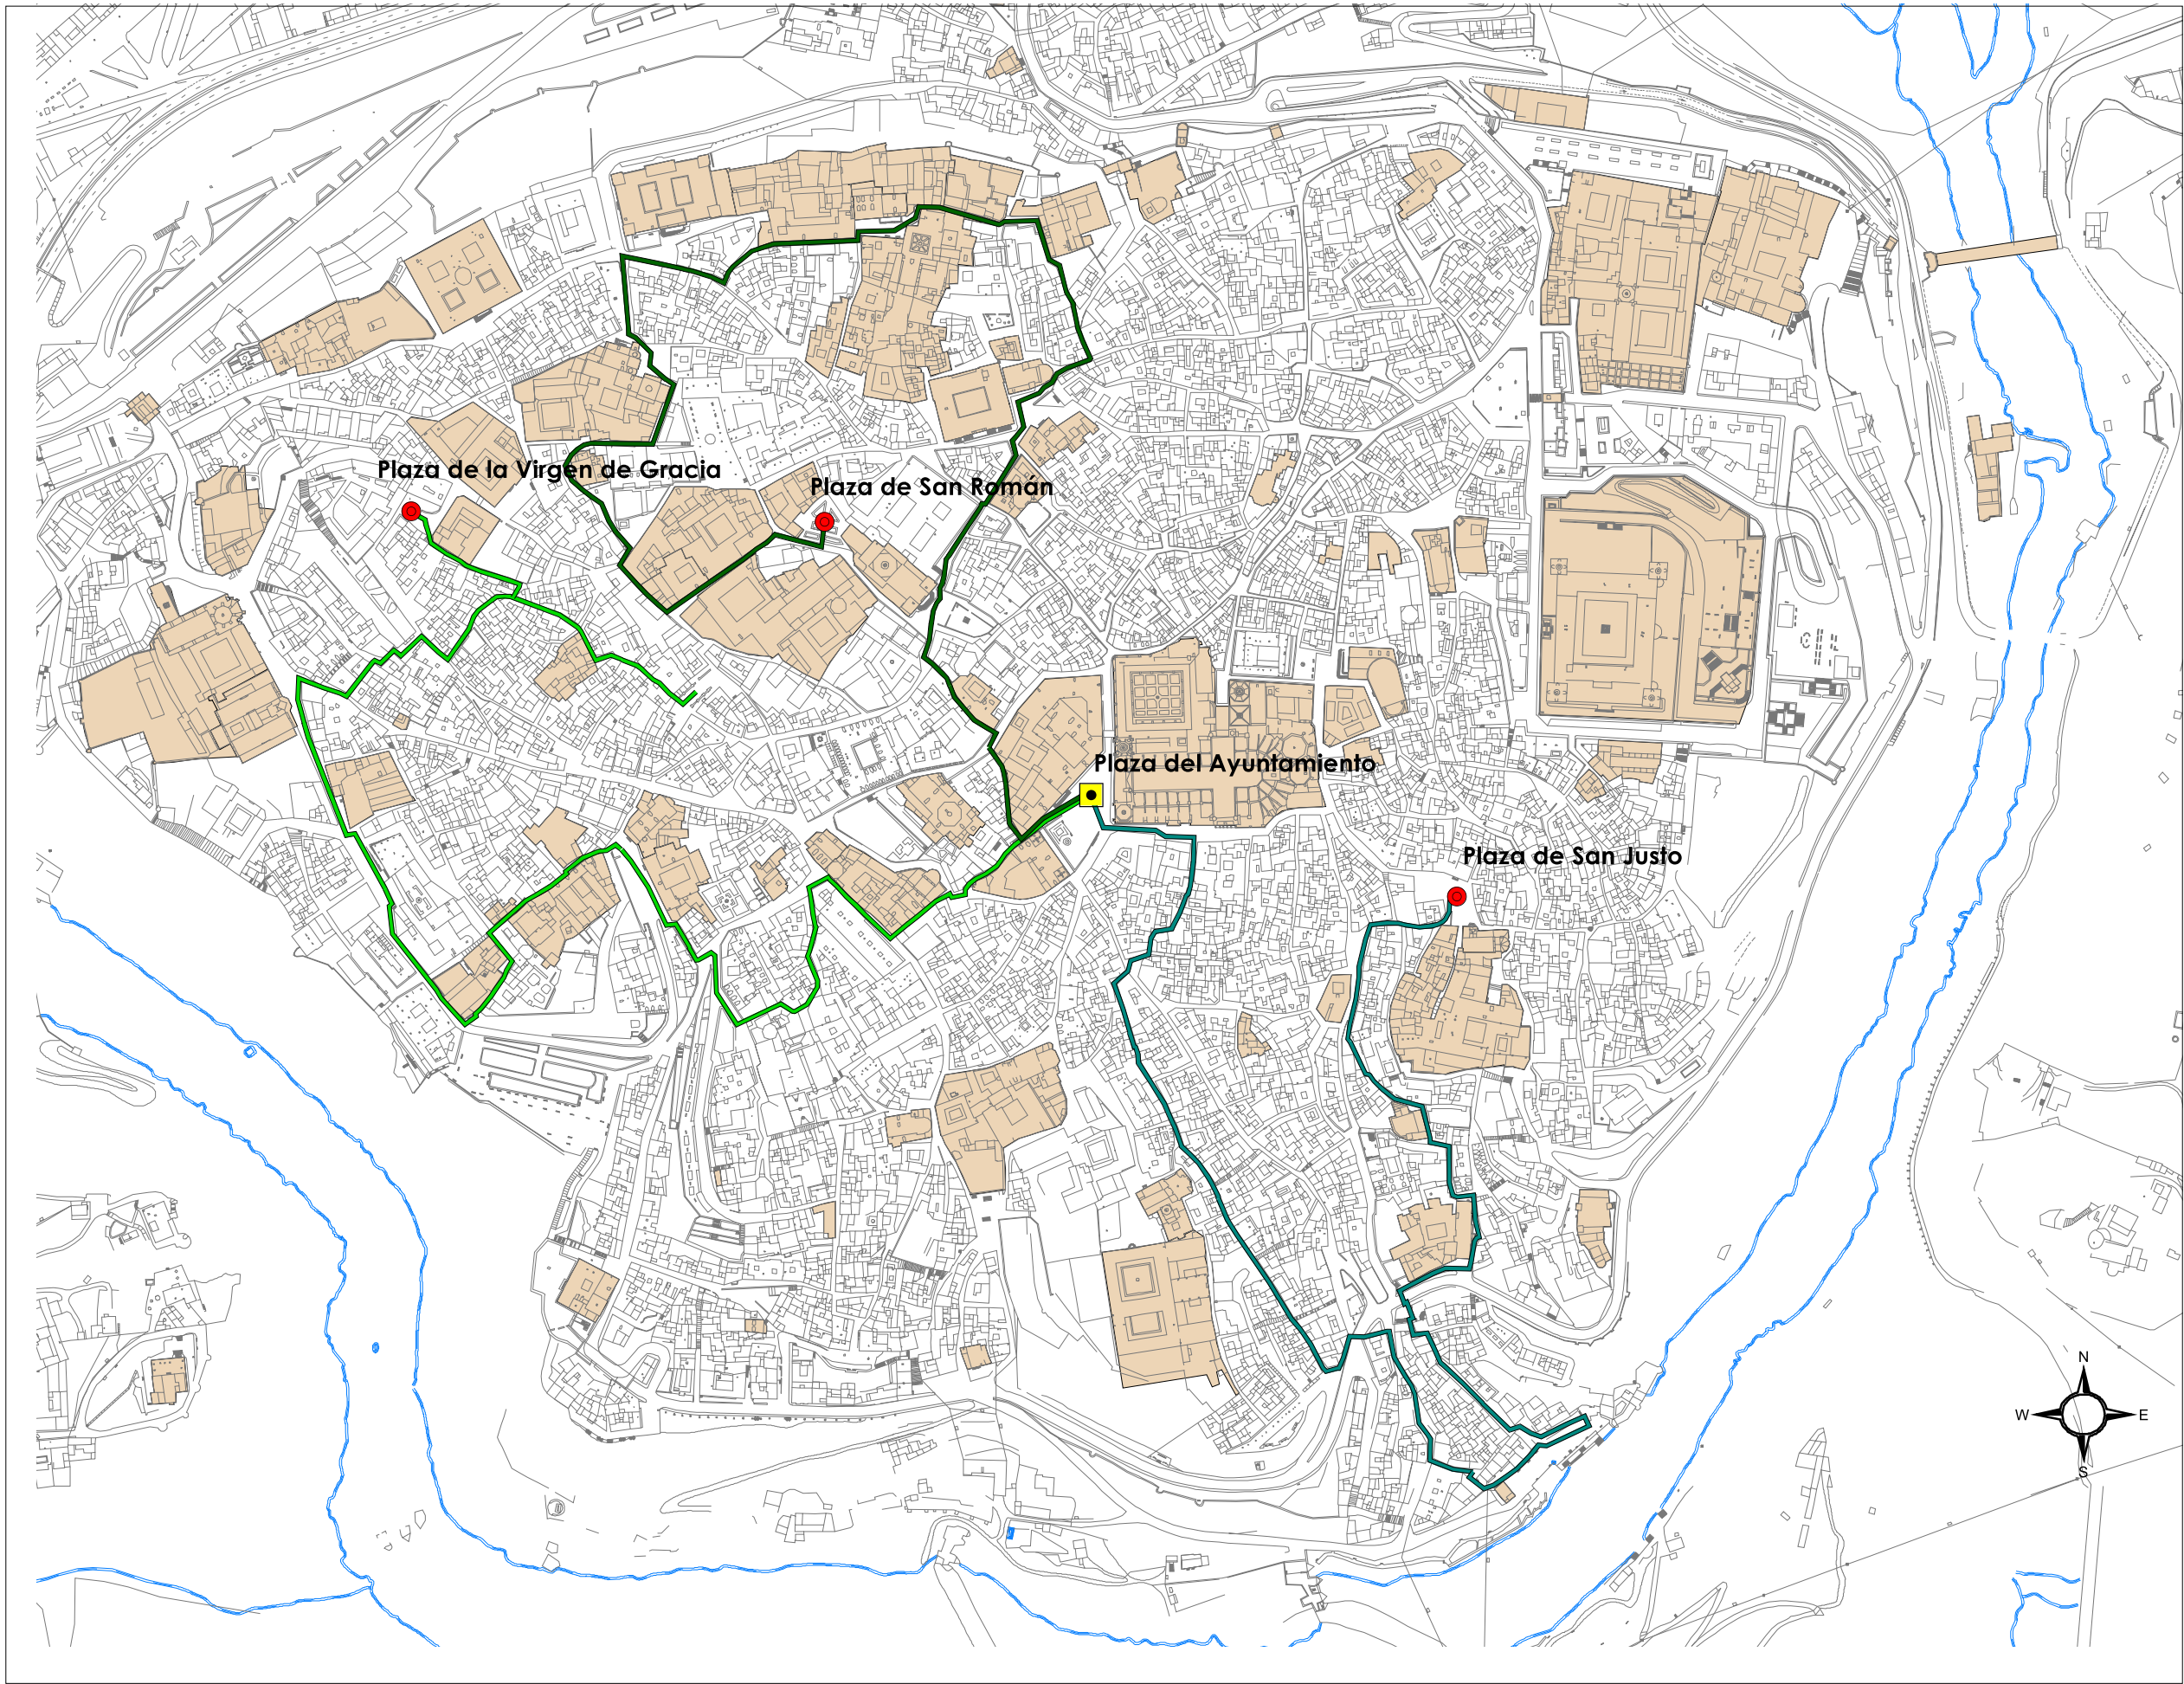 Plaza de la Virgen de Gracia
Plaza de San Román
Plaza del Ayuntamiento
Plaza de San Justo
N
W
E
S